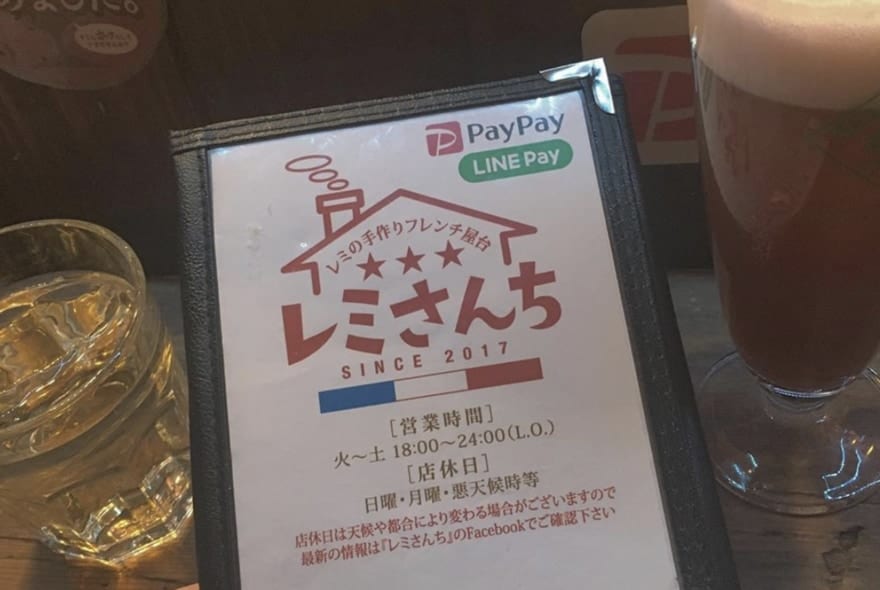 ました。
PayPay
LINE Pay
レミの手作りフレンチ屋台
レミさんち
SINCE 2017
[営業時間]
火～土 18:00～24:00(L.O.)
[店休日]
日曜・月曜・悪天候時等
店休日は天候や都合により変わる場合がございますので
最新の情報は『レミさんち』のFacebookでご確認下さい